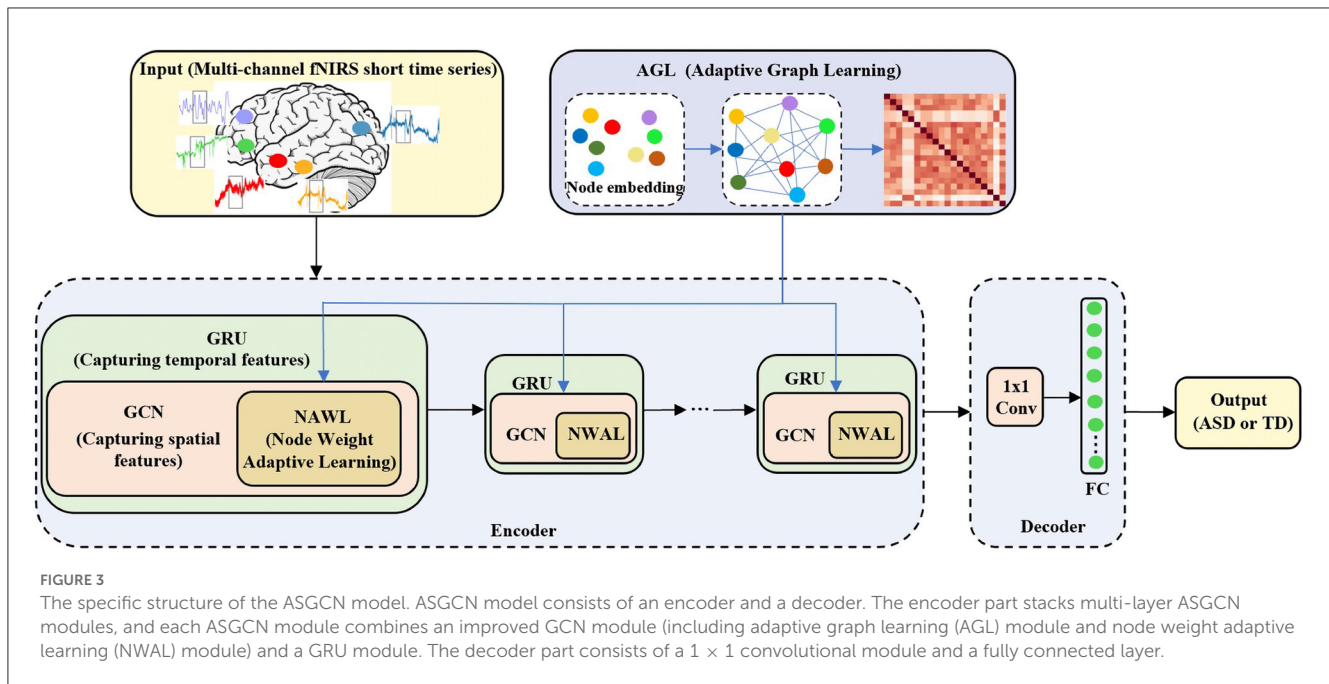 Input (Multi-channel fNIRS short time series)
AGL (Adaptive Graph Learning)
Node embedding
GRU
(Capturing temporal features)
GCN
(Capturing spatial
features)
NAWL
(Node Weight
Adaptive Learning)
GRU
GCN
NWAL
...
GRU
GCN
NWAL
Encoder
1x1
Conv
FC
Decoder
Output
(ASD or TD)
FIGURE 3
The specific structure of the ASGCN model. ASGCN model consists of an encoder and a decoder. The encoder part stacks multi-layer ASGCN
modules, and each ASGCN module combines an improved GCN module (including adaptive graph learning (AGL) module and node weight adaptive
learning (NWAL) module) and a GRU module. The decoder part consists of a 1 × 1 convolutional module and a fully connected layer.